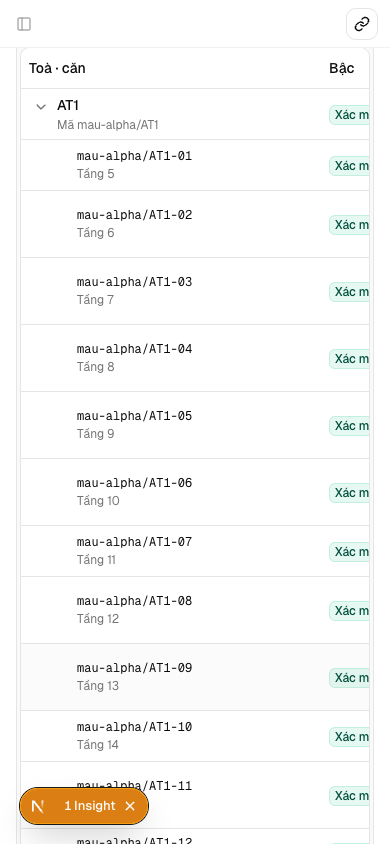 Toà · căn Bậc
AT1
Mã mau-alpha/AT1 Xác m
mau-alpha/AT1-01
Tầng 5 Xác m
mau-alpha/AT1-02
Tầng 6 Xác m
mau-alpha/AT1-03
Tầng 7 Xác m
mau-alpha/AT1-04
Tầng 8 Xác m
mau-alpha/AT1-05
Tầng 9 Xác m
mau-alpha/AT1-06
Tầng 10 Xác m
mau-alpha/AT1-07
Tầng 11 Xác m
mau-alpha/AT1-08
Tầng 12 Xác m
mau-alpha/AT1-09
Tầng 13 Xác m
mau-alpha/AT1-10
Tầng 14 Xác m
mau-alpha/AT1-11 Xác m
N 1 Insight
mau-alpha/AT1-12